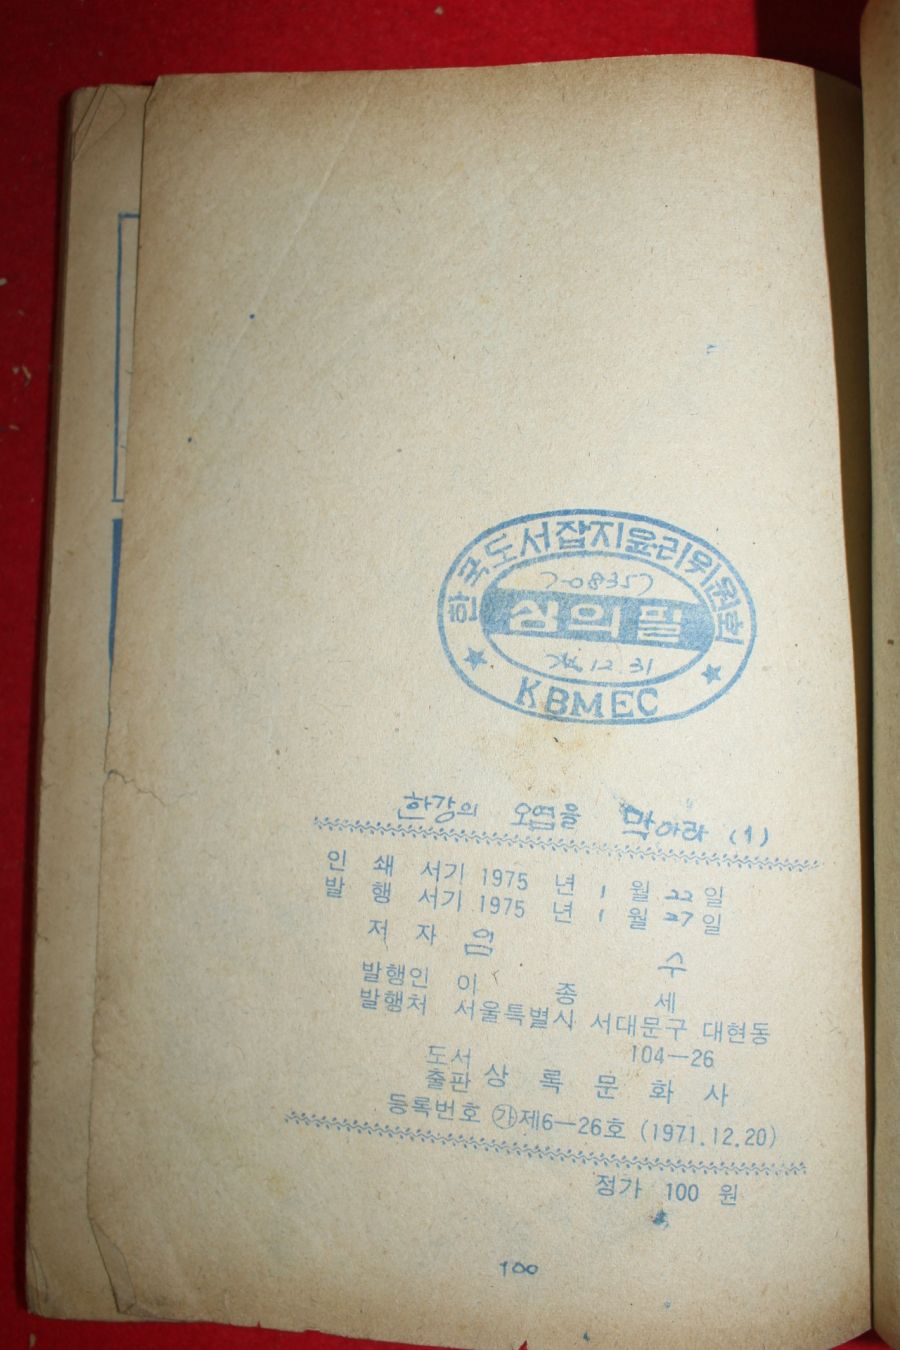 한국도서잡지윤리위원회
7-08357
심의필
74.12.31
★ KBMEC ★
한강의 오염을 막아라 (1)
인 쇄 서기 1975 년 1 월 22 일
발 행 서기 1975 년 1 월 27 일
저 자 엄 수
발행인 이 종 세
발행처 서울특별시 서대문구 대현동
104—26
도서출판 상 록 문 화 사
등록번호 ㉮제6—26호 (1971.12.20)
정가 100 원
100